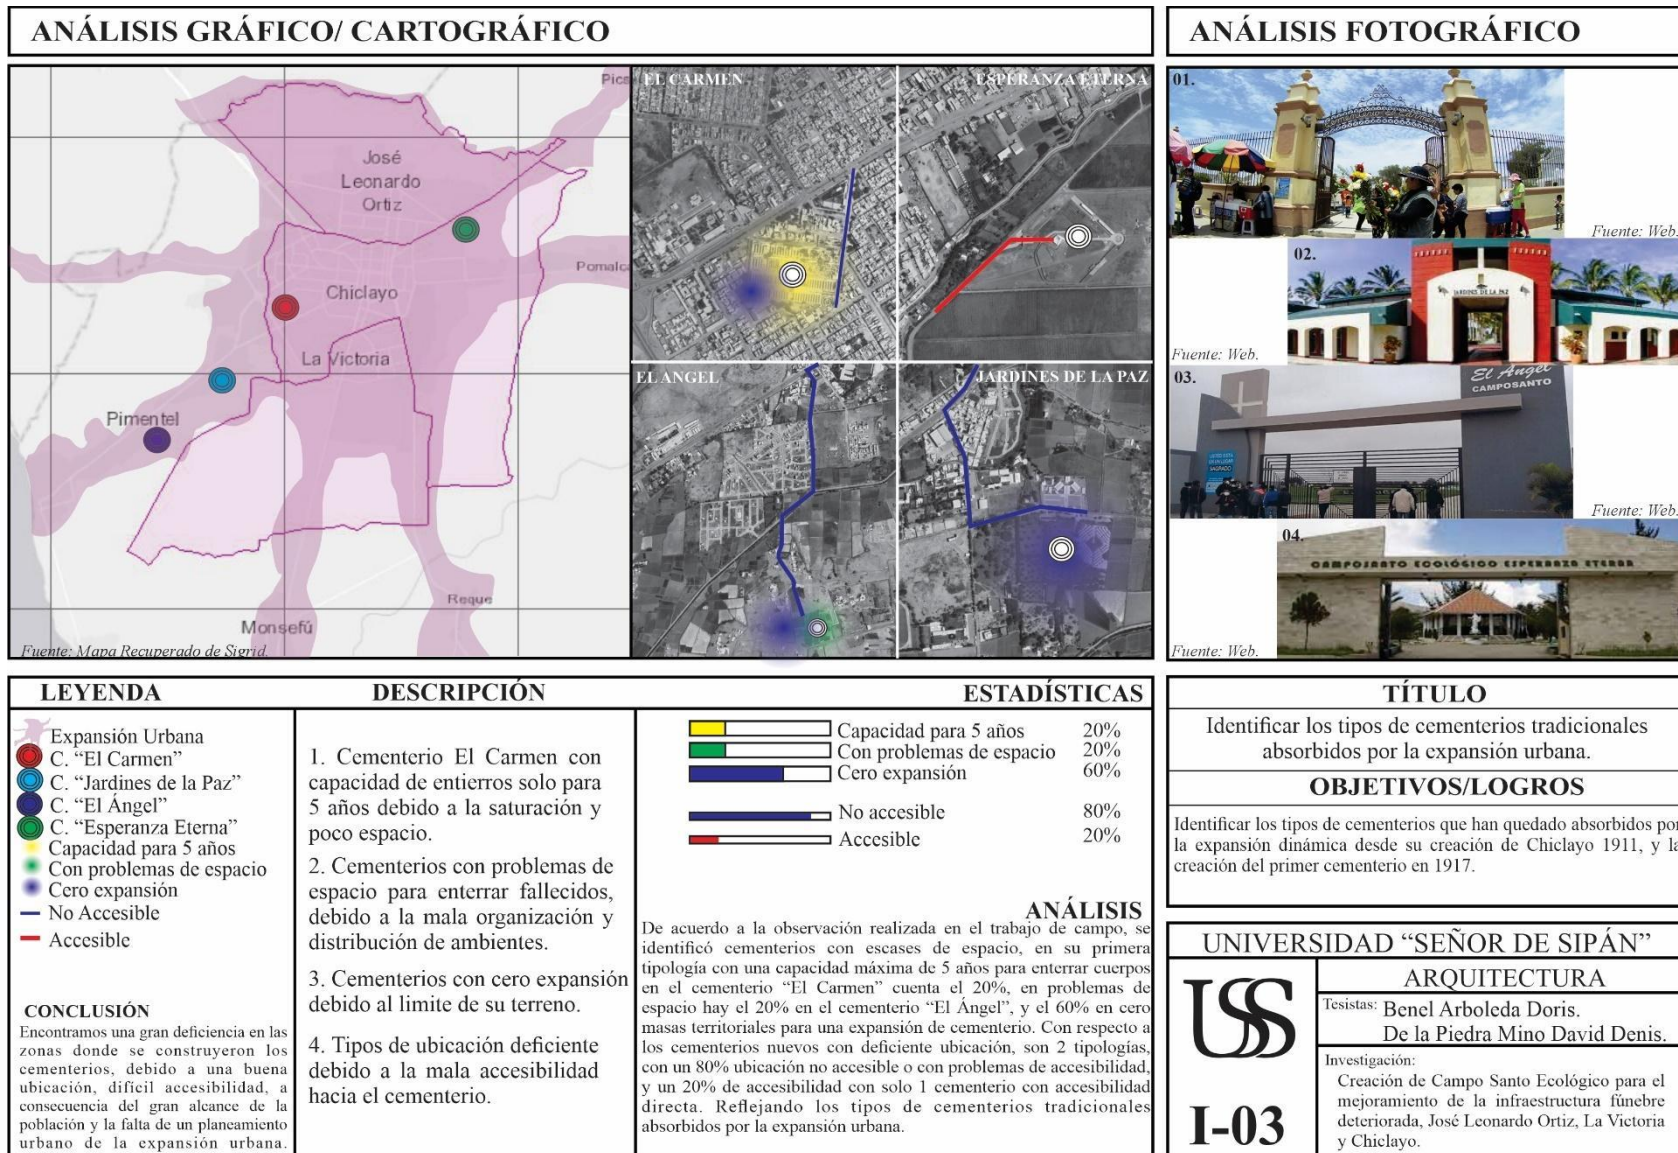 ANÁLISIS GRÁFICO/ CARTOGRÁFICO
José
Leonardo
Ortiz
Chiclayo
La Victoria
Pimentel
Monsefú
Reque
Fuente: Mapa Recuperado de Sigrid.
EL CARMEN
ESPERANZA ETERNA
EL ANGEL
JARDINES DE LA PAZ
ANÁLISIS FOTOGRÁFICO
01.
Fuente: Web.
02.
JARDINES DE LA PAZ
Fuente: Web.
03.
El Angel
CAMPOSANTO
Fuente: Web.
04.
CAMPOSANTO ECOLÓGICO ESPERANZA ETERNA
Fuente: Web.
LEYENDA
Expansión Urbana
C. “El Carmen”
C. “Jardines de la Paz”
C. “El Ángel”
C. “Esperanza Eterna”
Capacidad para 5 años
Con problemas de espacio
Cero expansión
No Accesible
Accesible
CONCLUSIÓN
Encontramos una gran deficiencia en las
zonas donde se construyeron los
cementerios, debido a una buena
ubicación, difícil accesibilidad, a
consecuencia del gran alcance de la
población y la falta de un planeamiento
urbano de la expansión urbana.
DESCRIPCIÓN
1. Cementerio El Carmen con
capacidad de entierros solo para
5 años debido a la saturación y
poco espacio.
2. Cementerios con problemas de
espacio para enterrar fallecidos,
debido a la mala organización y
distribución de ambientes.
3. Cementerios con cero expansión
debido al limite de su terreno.
4. Tipos de ubicación deficiente
debido a la mala accesibilidad
hacia el cementerio.
ESTADÍSTICAS
Capacidad para 5 años 20%
Con problemas de espacio 20%
Cero expansión 60%
No accesible 80%
Accesible 20%
ANÁLISIS
De acuerdo a la observación realizada en el trabajo de campo, se
identificó cementerios con escases de espacio, en su primera
tipología con una capacidad máxima de 5 años para enterrar cuerpos
en el cementerio “El Carmen” cuenta el 20%, en problemas de
espacio hay el 20% en el cementerio “El Ángel”, y el 60% en cero
masas territoriales para una expansión de cementerio. Con respecto a
los cementerios nuevos con deficiente ubicación, son 2 tipologías,
con un 80% ubicación no accesible o con problemas de accesibilidad,
y un 20% de accesibilidad con solo 1 cementerio con accesibilidad
directa. Reflejando los tipos de cementerios tradicionales
absorbidos por la expansión urbana.
TÍTULO
Identificar los tipos de cementerios tradicionales
absorbidos por la expansión urbana.
OBJETIVOS/LOGROS
Identificar los tipos de cementerios que han quedado absorbidos por
la expansión dinámica desde su creación de Chiclayo 1911, y la
creación del primer cementerio en 1917.
UNIVERSIDAD “SEÑOR DE SIPÁN”
USS
I-03
ARQUITECTURA
Tesistas: Benel Arboleda Doris.
De la Piedra Mino David Denis.
Investigación:
Creación de Campo Santo Ecológico para el
mejoramiento de la infraestructura fúnebre
deteriorada, José Leonardo Ortiz, La Victoria
y Chiclayo.